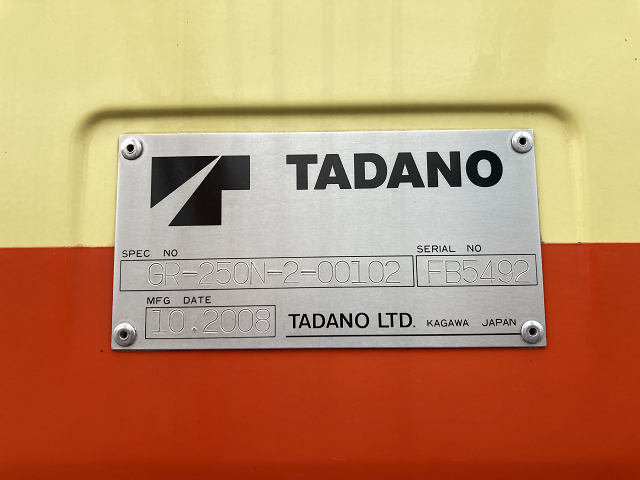 TADANO
SPEC NO SERIAL NO
GR-250N-2-00102 FB5492
MFG DATE
10.2008 TADANO LTD. KAGAWA JAPAN